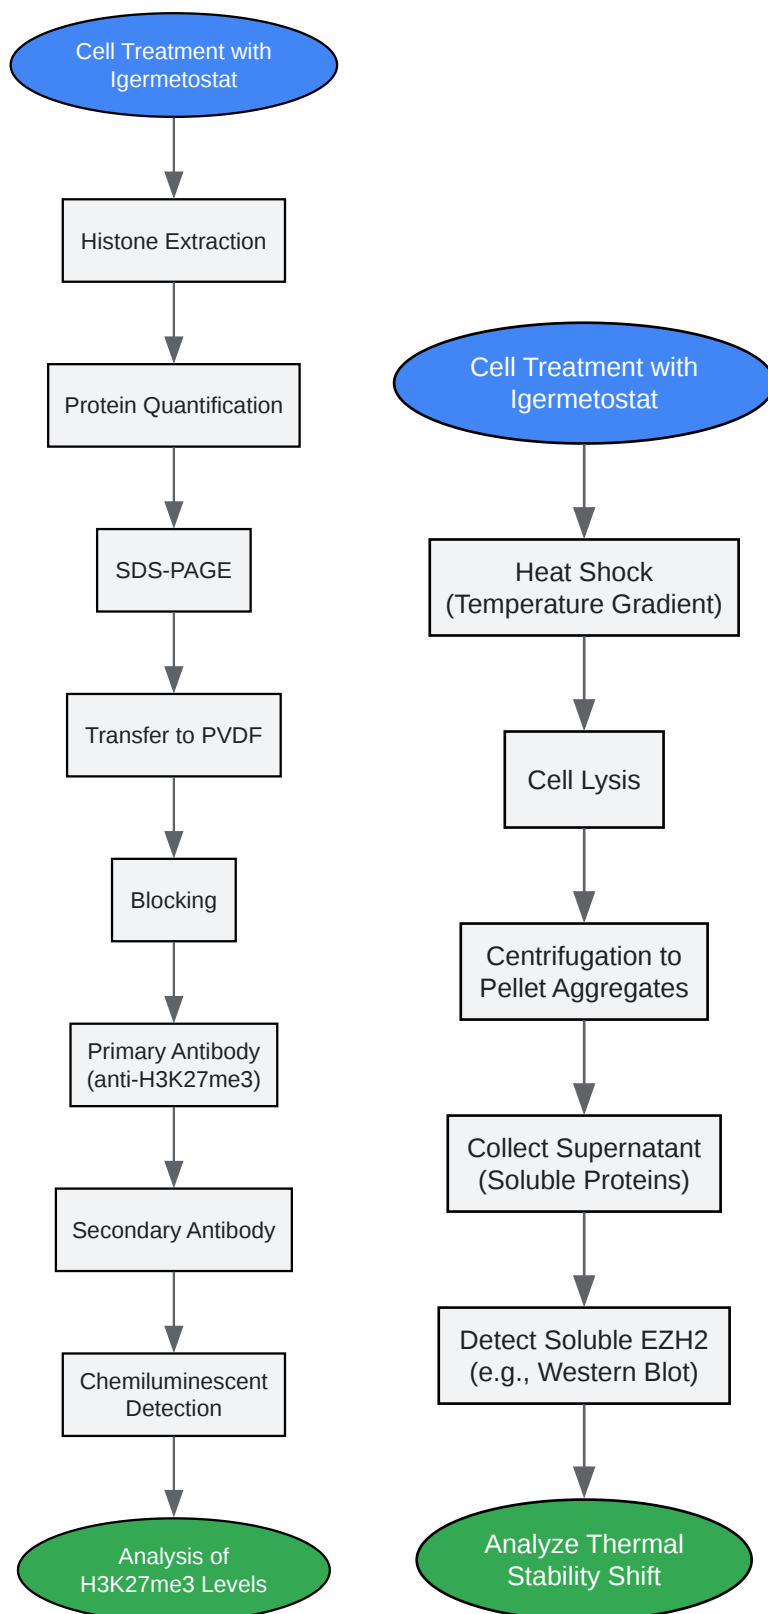 Cell Treatment with
Igermetostat
Histone Extraction
Protein Quantification
SDS-PAGE
Transfer to PVDF
Blocking
Primary Antibody
(anti-H3K27me3)
Secondary Antibody
Chemiluminescent
Detection
Analysis of
H3K27me3 Levels
Cell Treatment with
Igermetostat
Heat Shock
(Temperature Gradient)
Cell Lysis
Centrifugation to
Pellet Aggregates
Collect Supernatant
(Soluble Proteins)
Detect Soluble EZH2
(e.g., Western Blot)
Analyze Thermal
Stability Shift